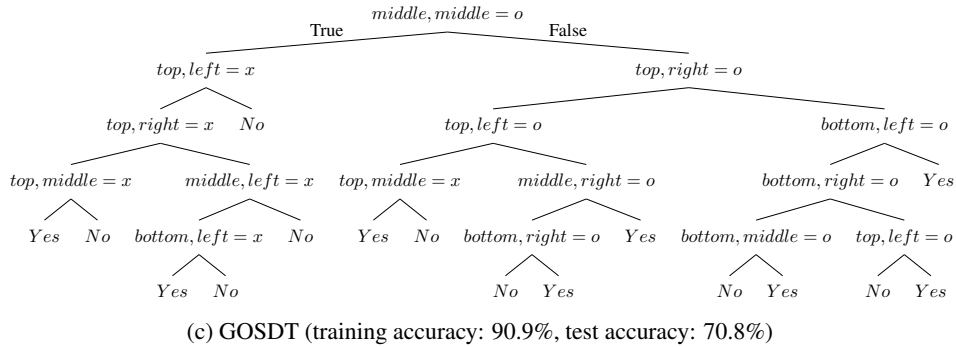 middle, middle = o
True False
top, left = x top, right = o
top, right = x No top, left = o bottom, left = o
top, middle = x middle, left = x top, middle = x middle, right = o bottom, right = o Yes
Yes No bottom, left = x No Yes No bottom, right = o Yes bottom, middle = o top, left = o
Yes No No Yes No Yes No Yes
(c) GOSDT (training accuracy: 90.9%, test accuracy: 70.8%)